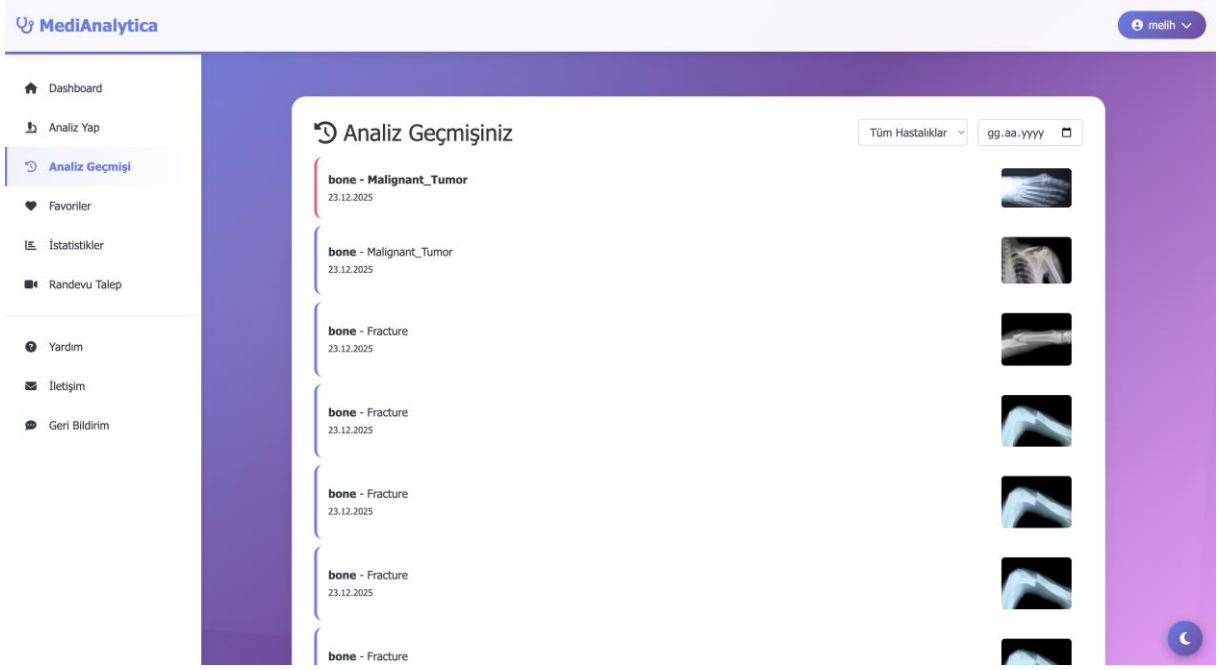 MediAnalytica
melih
Dashboard
Analiz Yap
Analiz Geçmişi
Favoriler
İstatistikler
Randevu Talep
Yardım
İletişim
Geri Bildirim
Analiz Geçmişiniz
Tüm Hastalıklar
gg.aa.yyyy
bone - Malignant_Tumor
23.12.2025
bone - Malignant_Tumor
23.12.2025
bone - Fracture
23.12.2025
bone - Fracture
23.12.2025
bone - Fracture
23.12.2025
bone - Fracture
23.12.2025
bone - Fracture